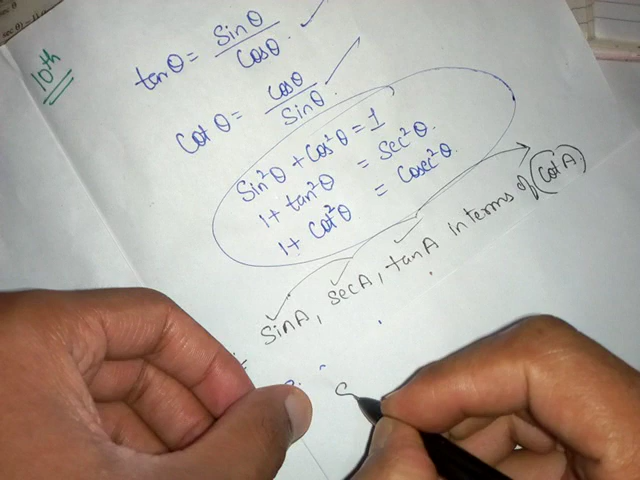 10th
tanθ = Sinθ / Cosθ.
Cot θ = Cosθ / Sinθ.
Sin²θ + Cos²θ = 1
1 + tan²θ = Sec²θ.
1 + Cot²θ = Cosec²θ.
SinA, SecA, tanA in terms of CotA
S